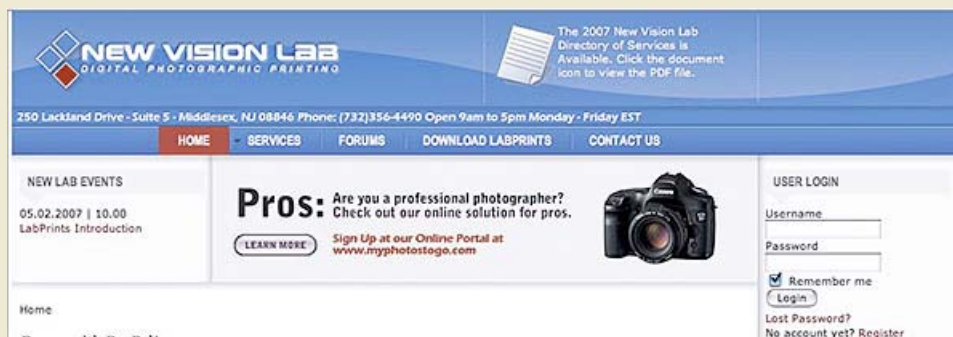 NEW VISION LAB
DIGITAL PHOTOGRAPHIC PRINTING
The 2007 New Vision Lab
Directory of Services is
Available. Click the document
icon to view the PDF file.
250 Lackland Drive - Suite 5 - Middlesex, NJ 08846 Phone: (732)356-4490 Open 9am to 5pm Monday - Friday EST
HOME SERVICES FORUMS DOWNLOAD LABPRINTS CONTACT US
NEW LAB EVENTS
05.02.2007 | 10.00
LabPrints Introduction
Pros: Are you a professional photographer?
Check out our online solution for pros.
LEARN MORE
Sign Up at our Online Portal at
www.myphotostogo.com
Canon
USER LOGIN
Username
Password
Remember me
Login
Lost Password?
No account yet? Register
Home